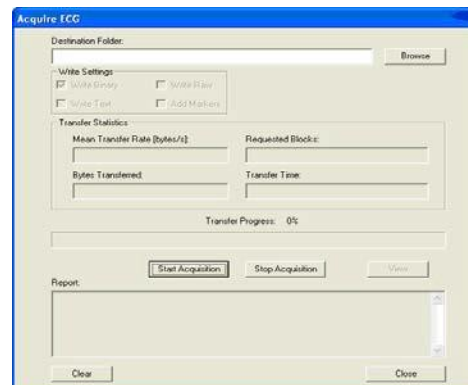 Acquire ECG
Destination Folder:
Browse
Write Settings
Write Binary Write Raw
Write Text Add Markers
Transfer Statistics
Mean Transfer Rate [bytes/s]: Requested Blocks:
Bytes Transferred: Transfer Time:
Transfer Progress: 0%
Start Acquisition Stop Acquisition View
Report:
Clear Close